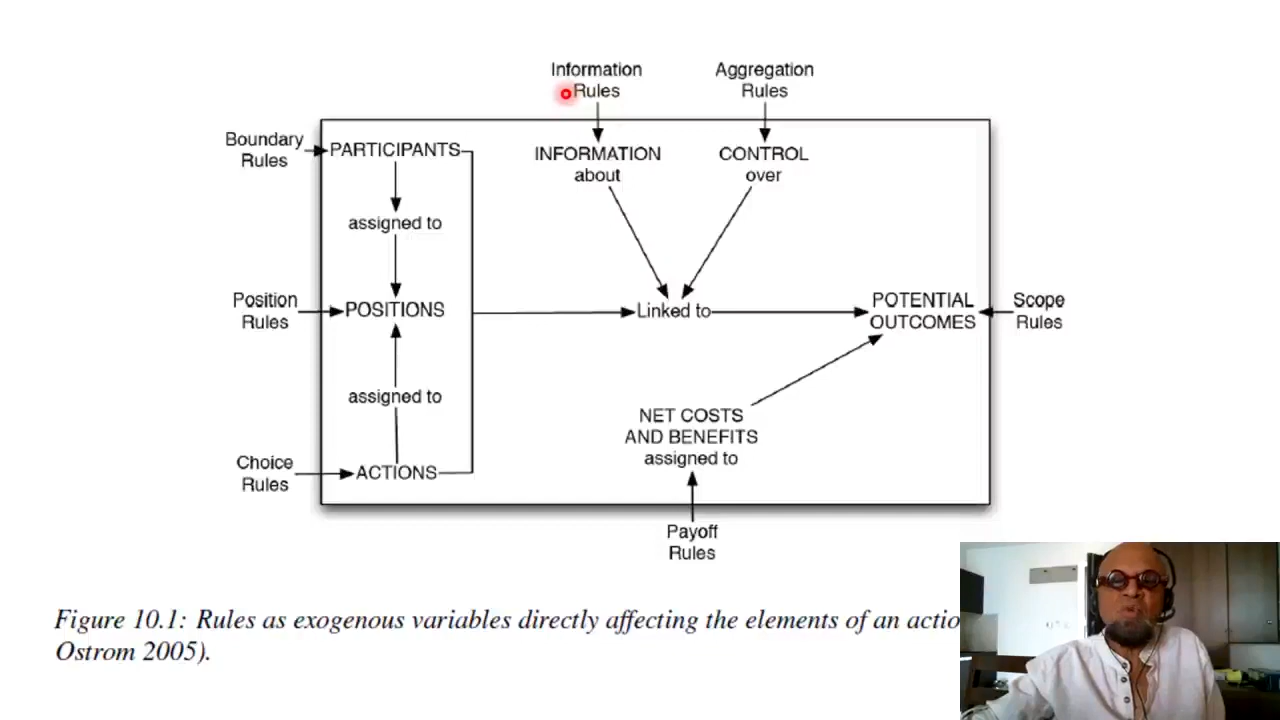 Information
Rules
Aggregation
Rules
Boundary
Rules
PARTICIPANTS
INFORMATION
about
CONTROL
over
assigned to
Position
Rules
POSITIONS
Linked to
POTENTIAL
OUTCOMES
Scope
Rules
assigned to
NET COSTS
AND BENEFITS
assigned to
Choice
Rules
ACTIONS
Payoff
Rules
Figure 10.1: Rules as exogenous variables directly affecting the elements of an actio
Ostrom 2005).